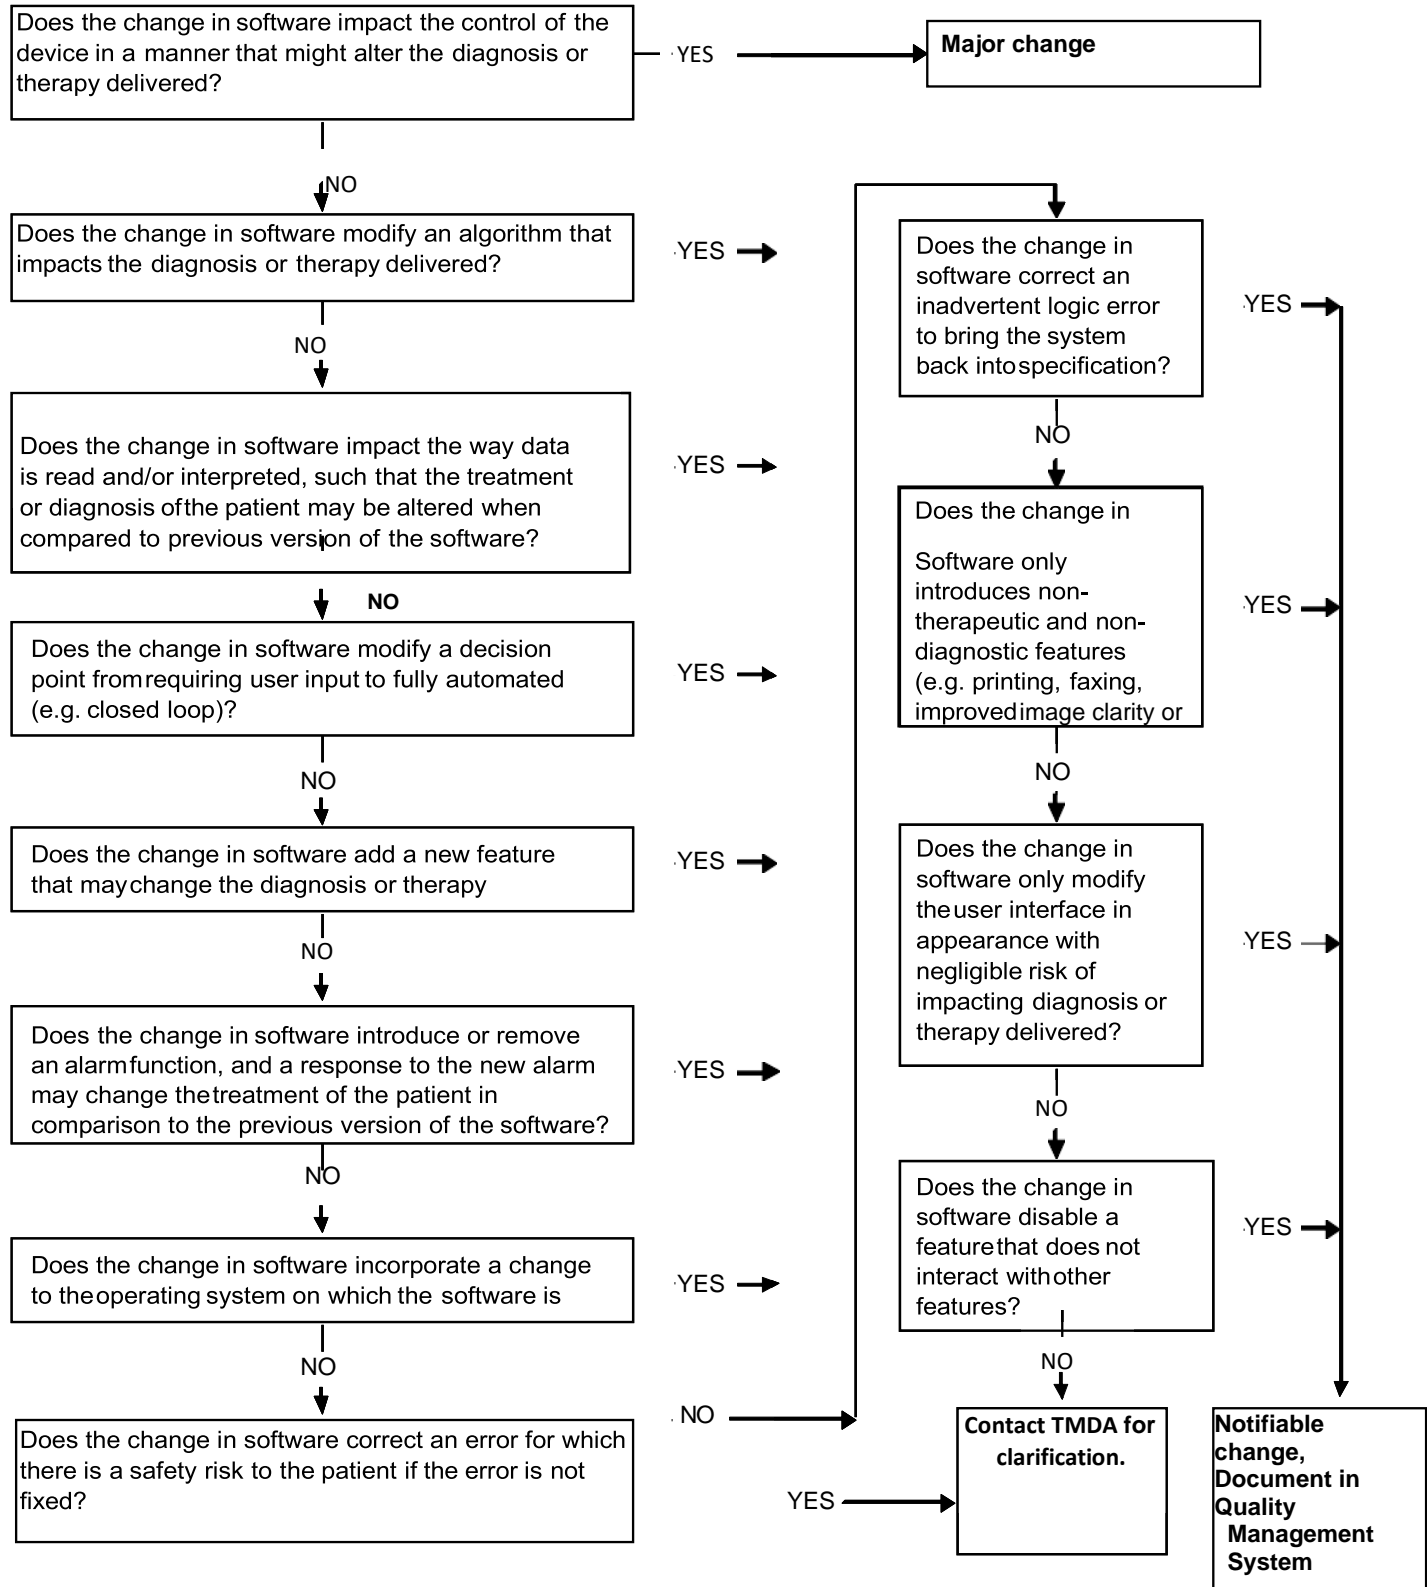 Does the change in software impact the control of the
device in a manner that might alter the diagnosis or
therapy delivered?
YES
Major change
NO
Does the change in software modify an algorithm that
impacts the diagnosis or therapy delivered?
YES
NO
Does the change in software impact the way data
is read and/or interpreted, such that the treatment
or diagnosis of the patient may be altered when
compared to previous version of the software?
YES
NO
Does the change in software modify a decision
point from requiring user input to fully automated
(e.g. closed loop)?
YES
NO
Does the change in software add a new feature
that may change the diagnosis or therapy
YES
NO
Does the change in software introduce or remove
an alarm function, and a response to the new alarm
may change the treatment of the patient in
comparison to the previous version of the software?
YES
NO
Does the change in software incorporate a change
to the operating system on which the software is
YES
NO
Does the change in software correct an error for which
there is a safety risk to the patient if the error is not
fixed?
NO
YES
Does the change in
software correct an
inadvertent logic error
to bring the system
back into specification?
YES
NO
Does the change in
Software only
introduces non-
therapeutic and non-
diagnostic features
(e.g. printing, faxing,
improved image clarity or
YES
NO
Does the change in
software only modify
the user interface in
appearance with
negligible risk of
impacting diagnosis or
therapy delivered?
YES
NO
Does the change in
software disable a
feature that does not
interact with other
features?
YES
NO
Contact TMDA for
clarification.
Notifiable
change,
Document in
Quality
Management
System